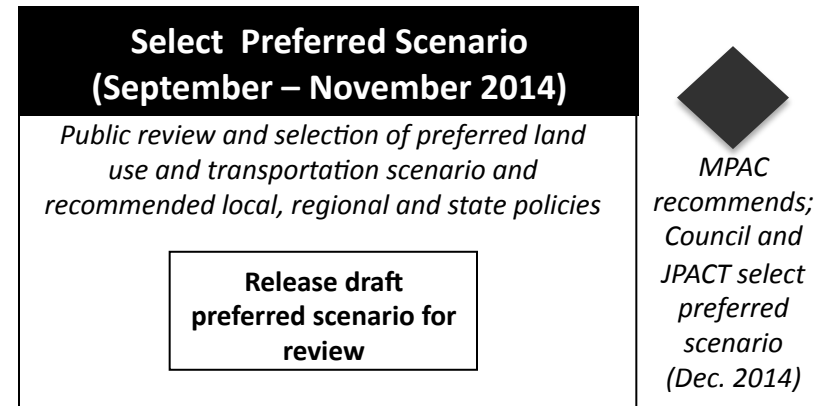 Select Preferred Scenario
(September – November 2014)
Public review and selection of preferred land
use and transportation scenario and
recommended local, regional and state policies
Release draft
preferred scenario for
review
MPAC
recommends;
Council and
JPACT select
preferred
scenario
(Dec. 2014)